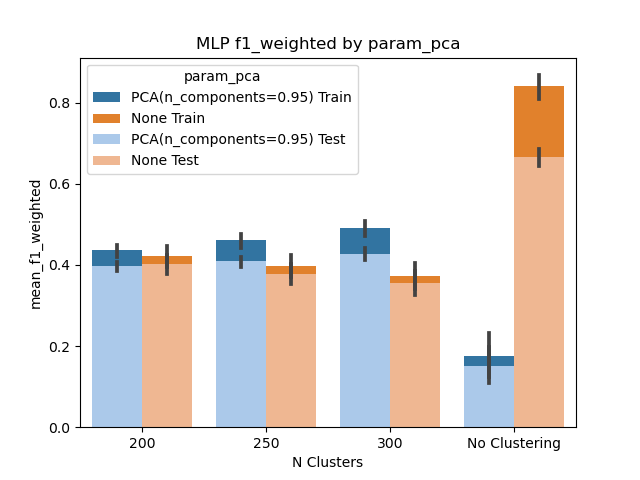 MLP f1_weighted by param_pca
param_pca
PCA(n_components=0.95) Train
None Train
PCA(n_components=0.95) Test
None Test
mean_f1_weighted
0.8
0.6
0.4
0.2
0.0
200
250
300
No Clustering
N Clusters